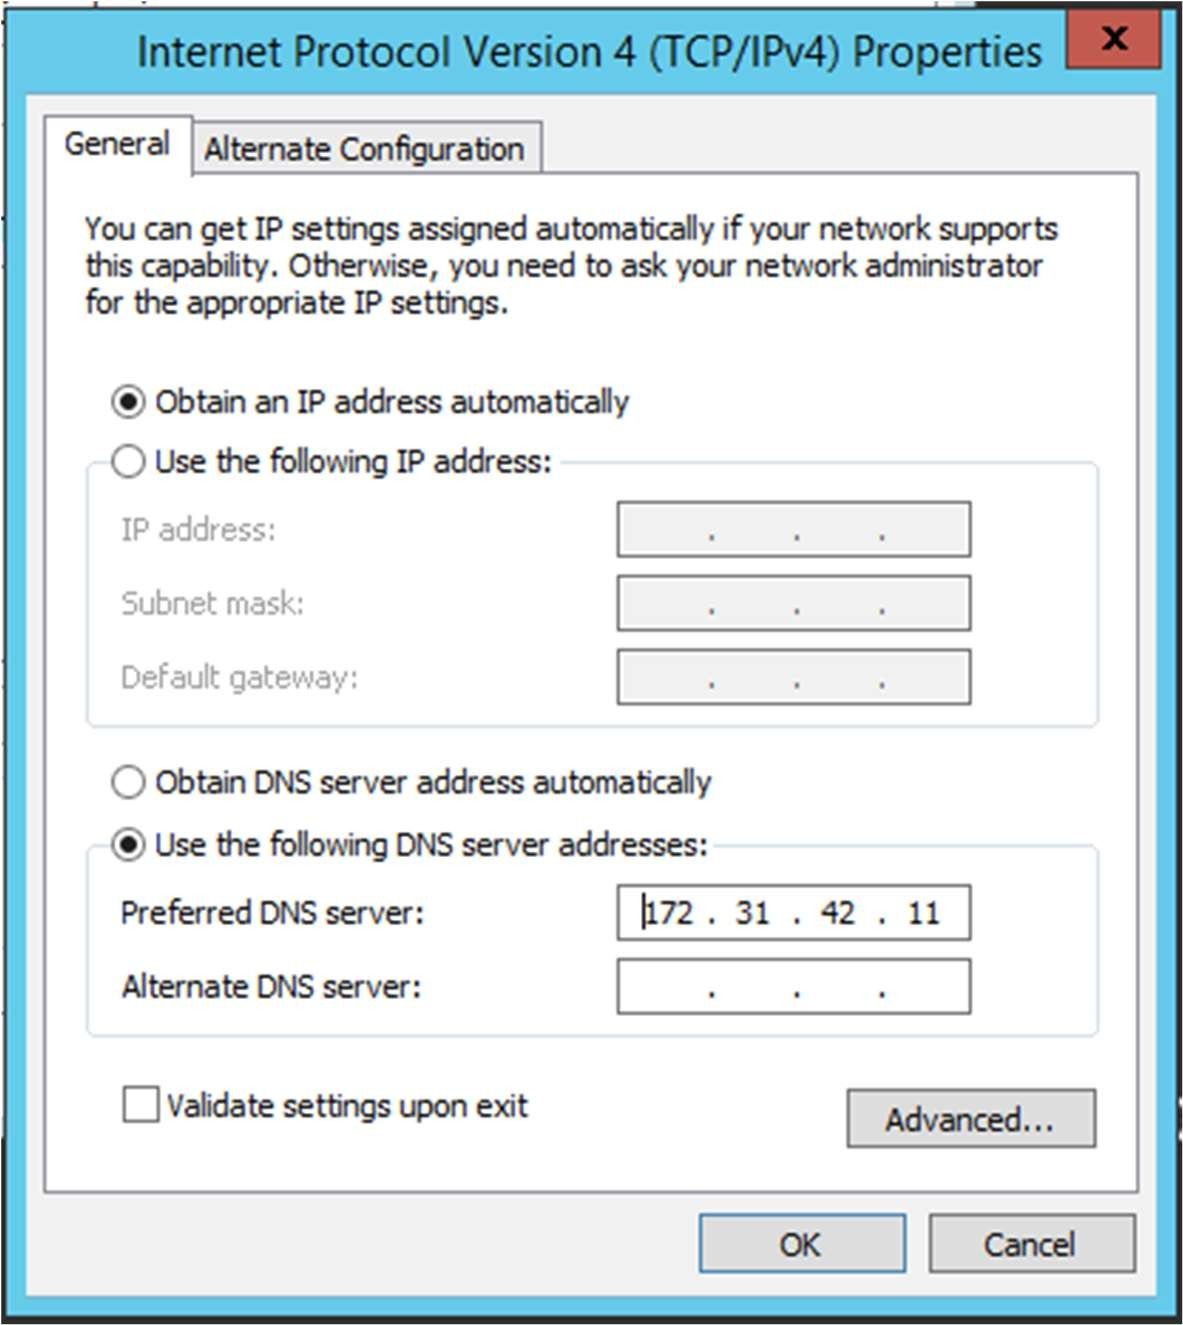 Internet Protocol Version 4 (TCP/IPv4) Properties
x
General
Alternate Configuration
You can get IP settings assigned automatically if your network supports
this capability. Otherwise, you need to ask your network administrator
for the appropriate IP settings.
Obtain an IP address automatically
Use the following IP address:
IP address: . . .
Subnet mask: . . .
Default gateway: . . .
Obtain DNS server address automatically
Use the following DNS server addresses:
Preferred DNS server: 172 . 31 . 42 . 11
Alternate DNS server: . . .
Validate settings upon exit
Advanced...
OK
Cancel